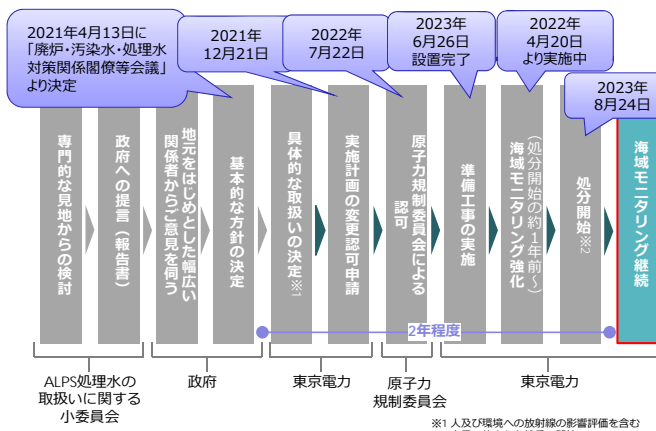 2021年4月13日に
「廃炉・汚染水・処理水
対策関係閣僚等会議」
より決定
2021年
12月21日
2022年
7月22日
2023年
6月26日
設置完了
2022年
4月20日
より実施中
2023年
8月24日
専門的な見地からの検討
政府への提言（報告書）
地元をはじめとした幅広い
関係者からご意見を伺う
基本的な方針の決定
具体的な取扱いの決定※1
実施計画の変更認可申請
原子力規制委員会による
認可
準備工事の実施
（処分開始の約1年前～）
海域モニタリング強化
処分開始※2
海域モニタリング継続
2年程度
ALPS処理水の
取扱いに関する
小委員会
政府
東京電力
原子力
規制委員会
東京電力
※1 人及び環境への放射線の影響評価を含む